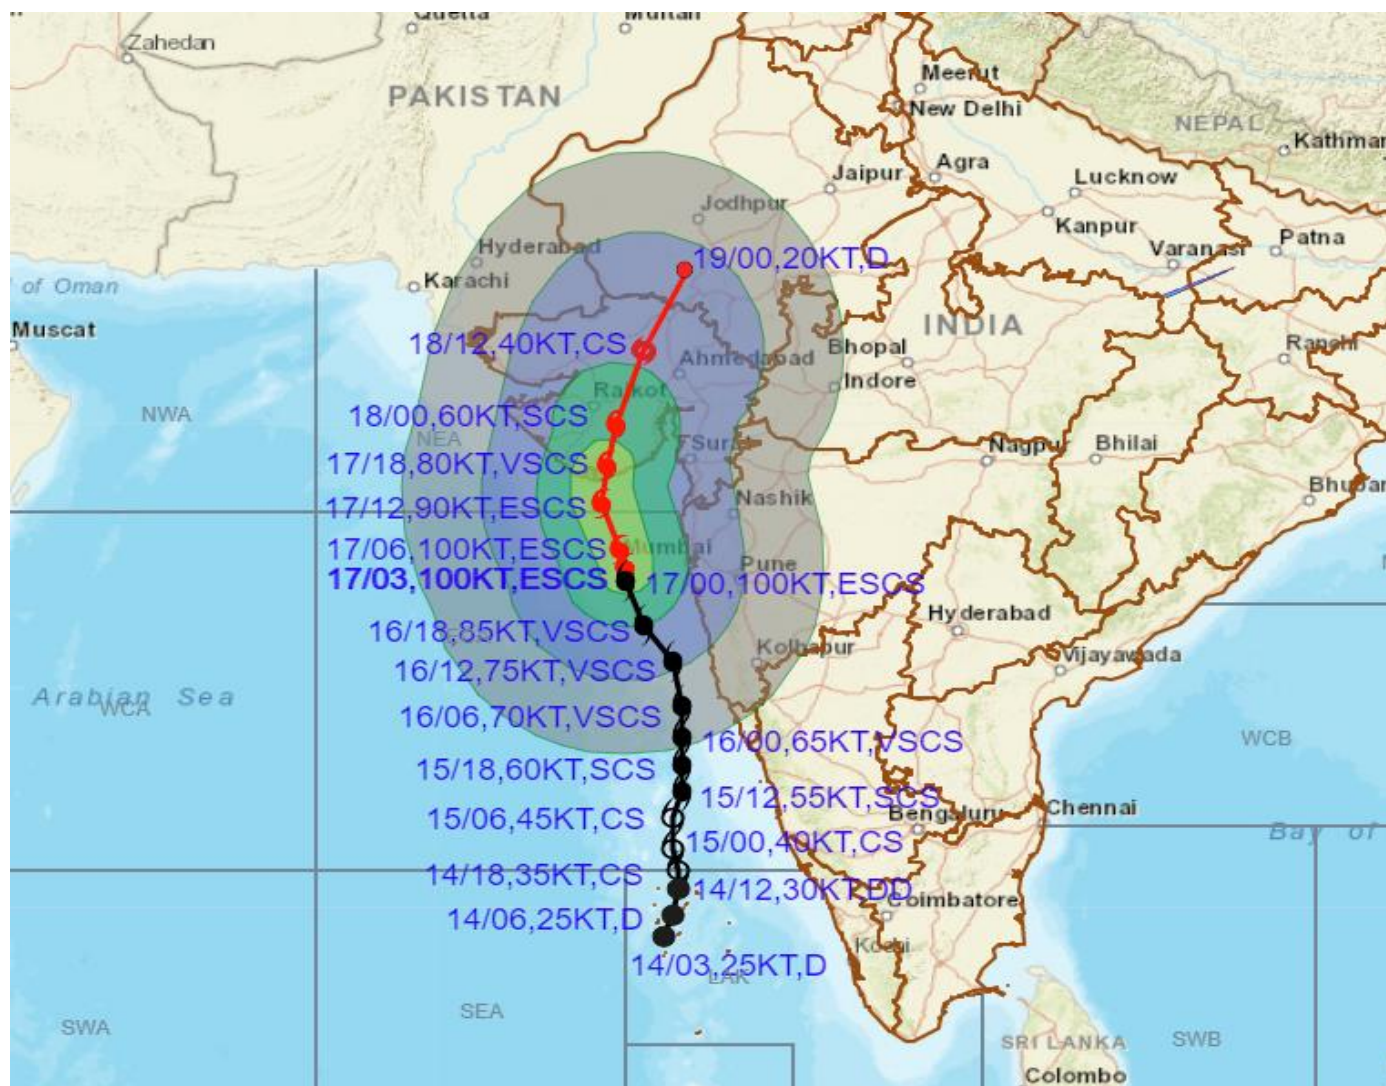 Quetta
Multan
Zahedan
Meerut
PAKISTAN
New Delhi
NEPAL
Kathmar
Agra
Jaipur
Lucknow
Jodhpur
Kanpur
Hyderabad
Varanasi
Patna
19/00,20KT,D
Karachi
of Oman
Muscat
INDIA
18/12,40KT,CS
Ahmedabad
Bhopal
Ranchi
Indore
Rajkot
NWA
18/00,60KT,SCS
NEA
Surat
Nagpur
Bhilai
17/18,80KT,VSCS
Bhubar
Nashik
17/12,90KT,ESCS
17/06,100KT,ESCS
Mumbai
Pune
17/03,100KT,ESCS
17/00,100KT,ESCS
Hyderabad
16/18,85KT,VSCS
Kolhapur
Vijayawada
16/12,75KT,VSCS
Arabian Sea
WCA
16/06,70KT,VSCS
16/00,65KT,VSCS
WCB
15/18,60KT,SCS
15/12,55KT,SCS
Chennai
15/06,45KT,CS
Bengaluru
Bay of
15/00,40KT,CS
14/18,35KT,CS
14/12,30KT,DD
Coimbatore
14/06,25KT,D
Kochi
14/03,25KT,D
LAK
SEA
SWA
SRI LANKA
SWB
Colombo